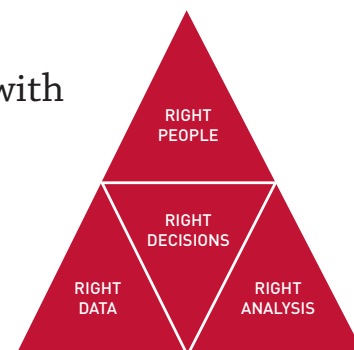 with
RIGHT
PEOPLE
RIGHT
DECISIONS
RIGHT
DATA
RIGHT
ANALYSIS